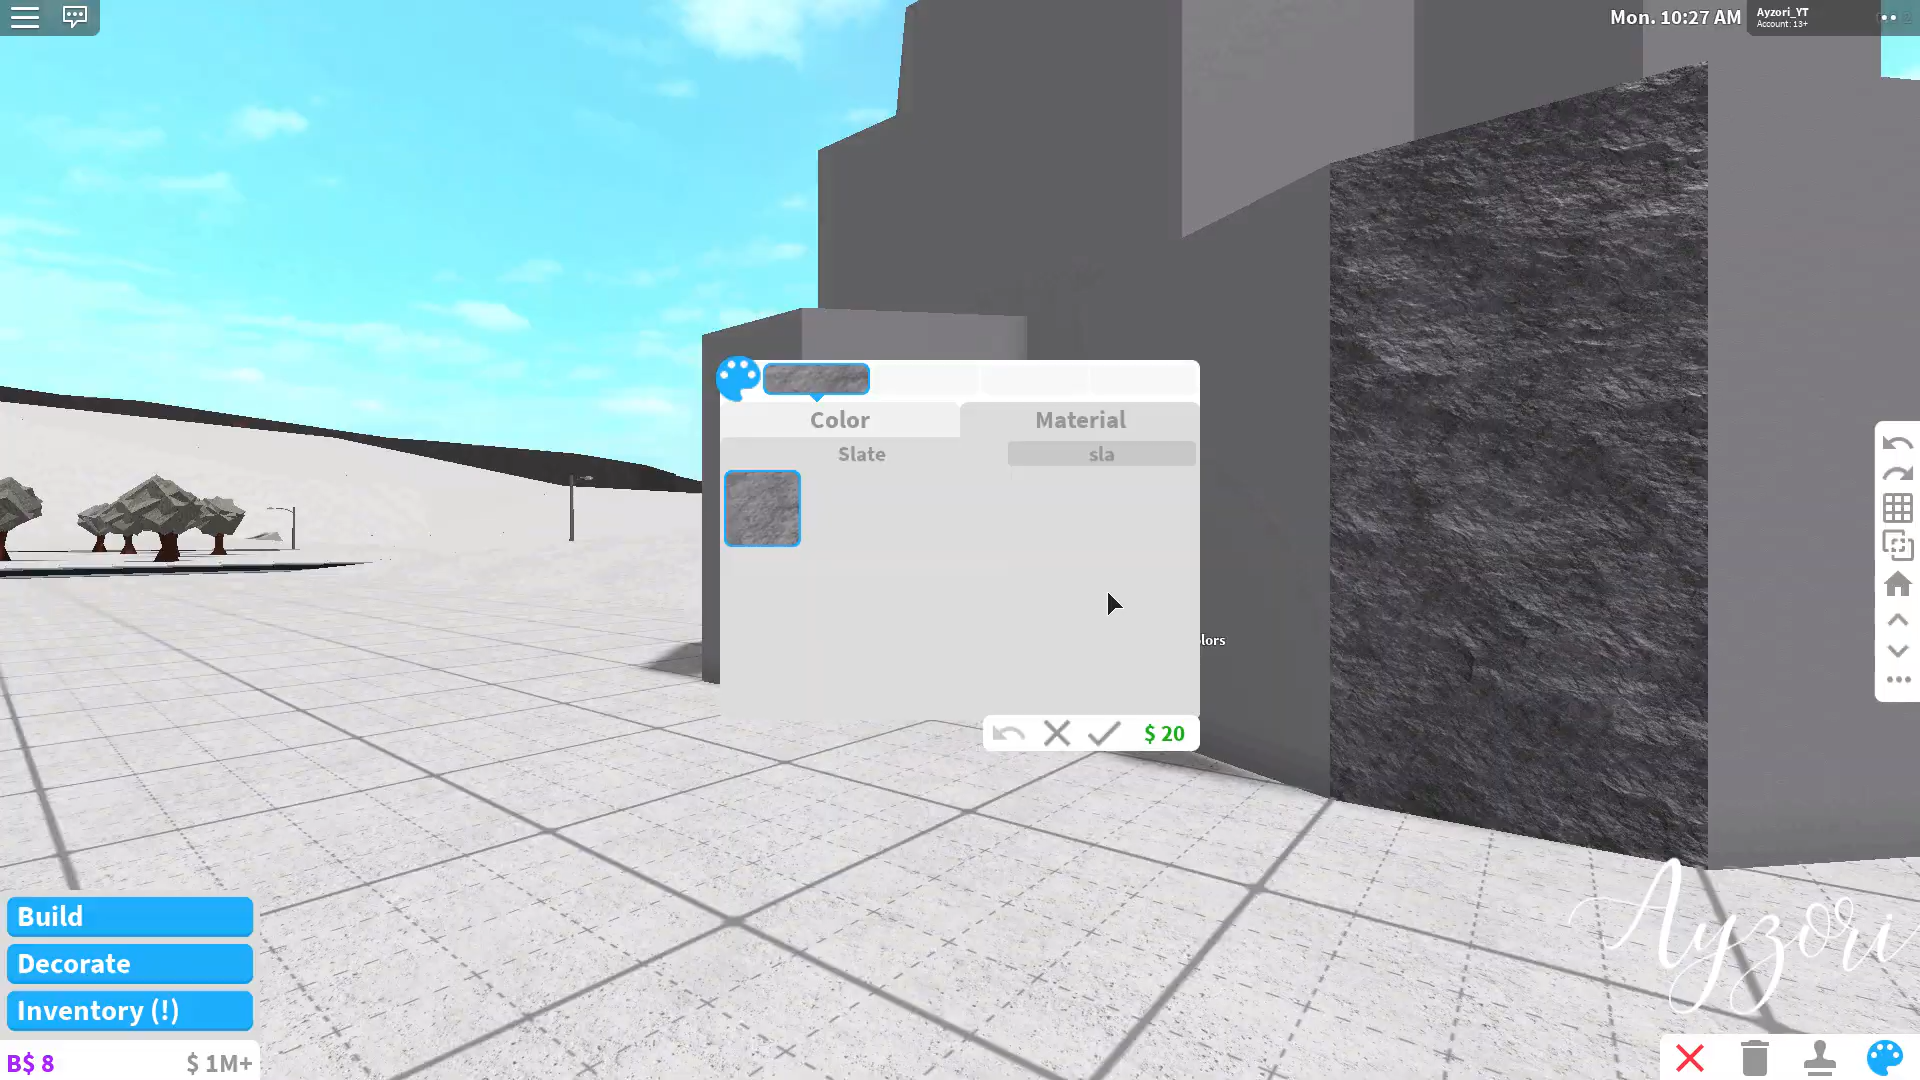 Mon. 10:27 AM
Ayzori_YT
Account: 13+
Color
Material
Slate
sla
lors
$ 20
Build
Decorate
Inventory (!)
B$ 8
$ 1M+
Ayzori